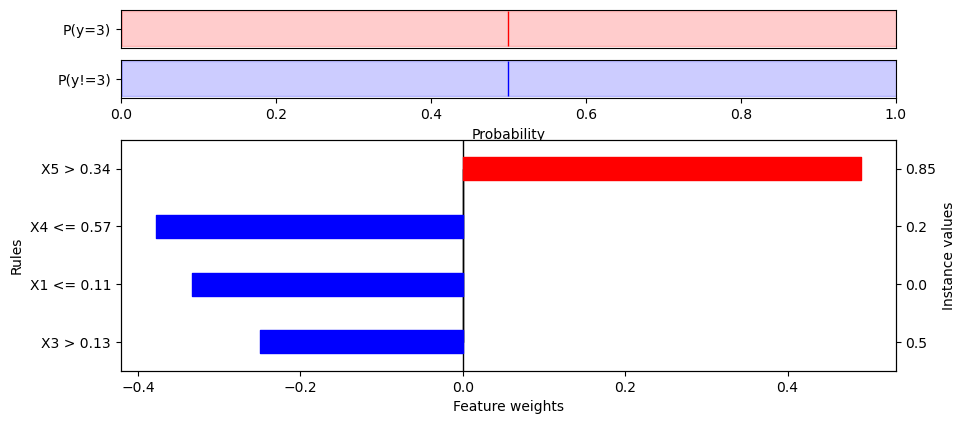 P(y=3)
P(y!=3)
0.0 0.2 0.4 0.6 0.8 1.0
Probability
X5 > 0.34 0.85
X4 <= 0.57 0.2
X1 <= 0.11 0.0
X3 > 0.13 0.5
Rules
Instance values
−0.4 −0.2 0.0 0.2 0.4
Feature weights